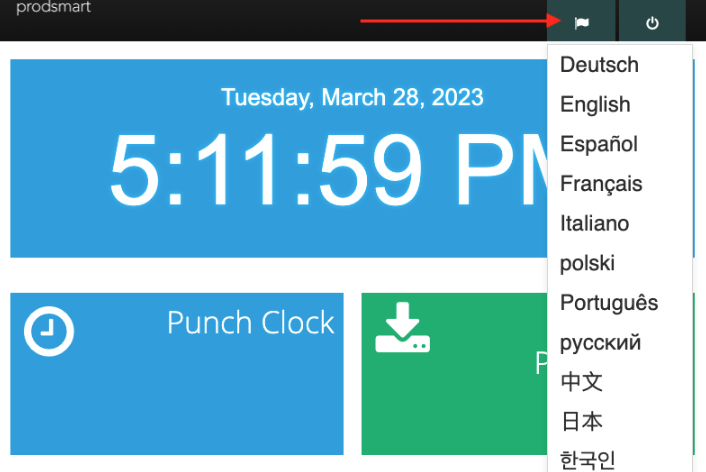 prodsmart
Deutsch
Tuesday, March 28, 2023
English
5:11:59
Español
Français
Italiano
polski
Português
Punch Clock
русский
中文
日本
한국인